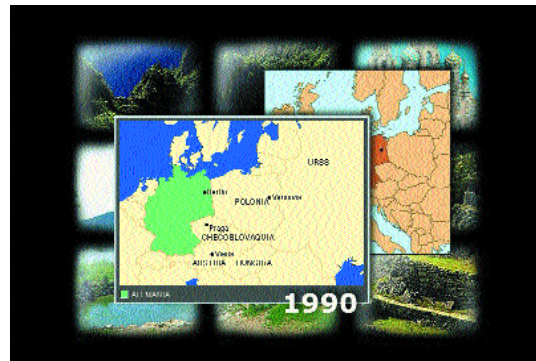 URSS
Berlin
POLONIA Varsovia
Praga
CHECOSLOVAQUIA
Viena
AUSTRIA HUNGRIA
ALEMANIA
1990